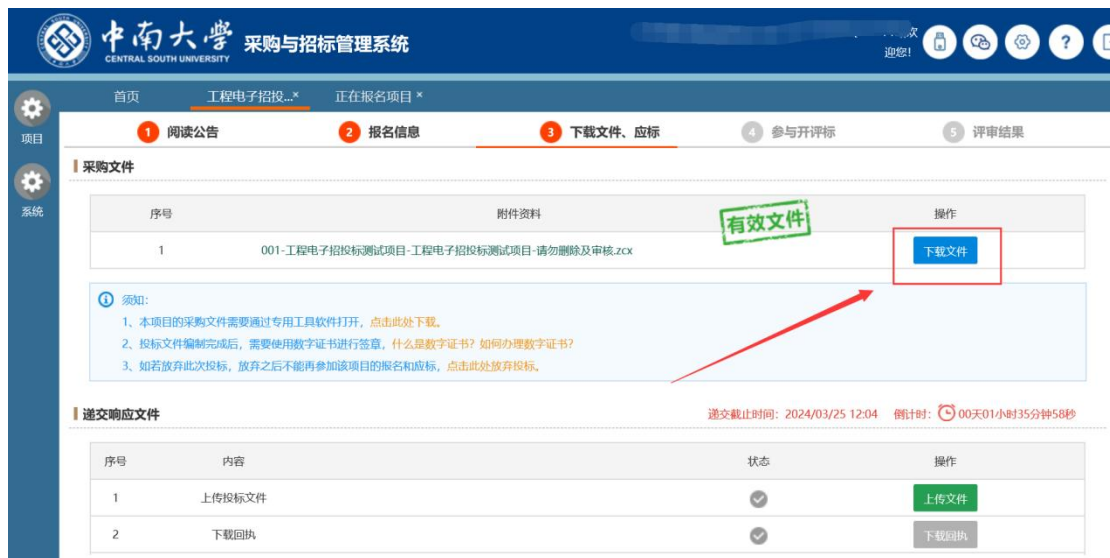 中南大学 采购与招标管理系统
CENTRAL SOUTH UNIVERSITY
迎您!
首页 工程电子招投...× 正在报名项目 ×
项目
系统
1 阅读公告 2 报名信息 3 下载文件、应标 4 参与开评标 5 评审结果
采购文件
序号 附件资料 操作
有效文件
1 001-工程电子招投标测试项目-工程电子招投标测试项目-请勿删除及审核.zcx 下载文件
须知:
1、本项目的采购文件需要通过专用工具软件打开，点击此处下载。
2、投标文件编制完成后，需要使用数字证书进行签章，什么是数字证书？如何办理数字证书？
3、如若放弃此次投标，放弃之后不能再参加该项目的报名和应标，点击此处放弃投标。
递交响应文件 递交截止时间：2024/03/25 12:04 倒计时：00天01小时35分钟58秒
序号 内容 状态 操作
1 上传投标文件 上传文件
2 下载回执 下载回执